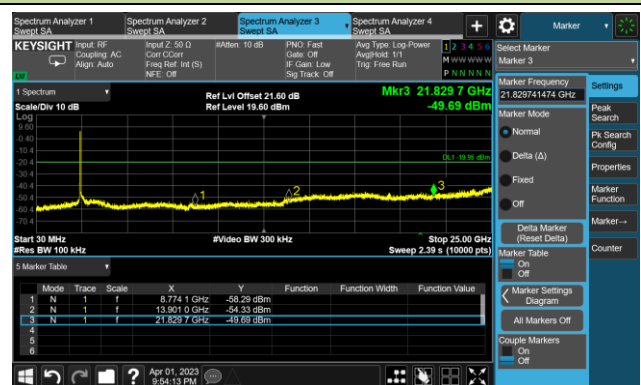 Spectrum Analyzer 1
Swept SA
Spectrum Analyzer 2
Swept SA
Spectrum Analyzer 3
Swept SA
Spectrum Analyzer 4
Swept SA
+
Marker
KEYSIGHT
Input: RF
Coupling: AC
Align: Auto
Input Z: 50 Ω
Corr CCorr
Freq Ref: Int (S)
NFE: Off
#Atten: 10 dB
PNO: Fast
Gate: Off
IF Gain: Low
Sig Track: Off
Avg Type: Log-Power
Avg|Hold: 1/1
Trig: Free Run
1 2 3 4 5 6
M W W W W W
P N N N N N
LW
Select Marker
Marker 3
1 Spectrum
Scale/Div 10 dB
Ref Lvl Offset 21.60 dB
Ref Level 19.60 dBm
Mkr3 21.829 7 GHz
-49.69 dBm
Log
9.60
-0.40
-10.4
-20.4
-30.4
-40.4
-50.4
-60.4
-70.4
DL1 -19.95 dBm
1
2
3
Start 30 MHz
#Res BW 100 kHz
#Video BW 300 kHz
Stop 25.00 GHz
Sweep 2.39 s (10000 pts)
5 Marker Table
Mode Trace Scale X Y Function Function Width Function Value
1 N 1 f 8.774 1 GHz -58.29 dBm
2 N 1 f 13.901 0 GHz -54.33 dBm
3 N 1 f 21.829 7 GHz -49.69 dBm
4
5
6
Marker Frequency
21.829741474 GHz
Marker Mode
Normal
Delta (Δ)
Fixed
Off
Delta Marker
(Reset Delta)
Marker Table
On
Off
Marker Settings
Diagram
All Markers Off
Couple Markers
On
Off
Settings
Peak
Search
Pk Search
Config
Properties
Marker
Function
Marker→
Counter
?
Apr 01, 2023
9:54:13 PM